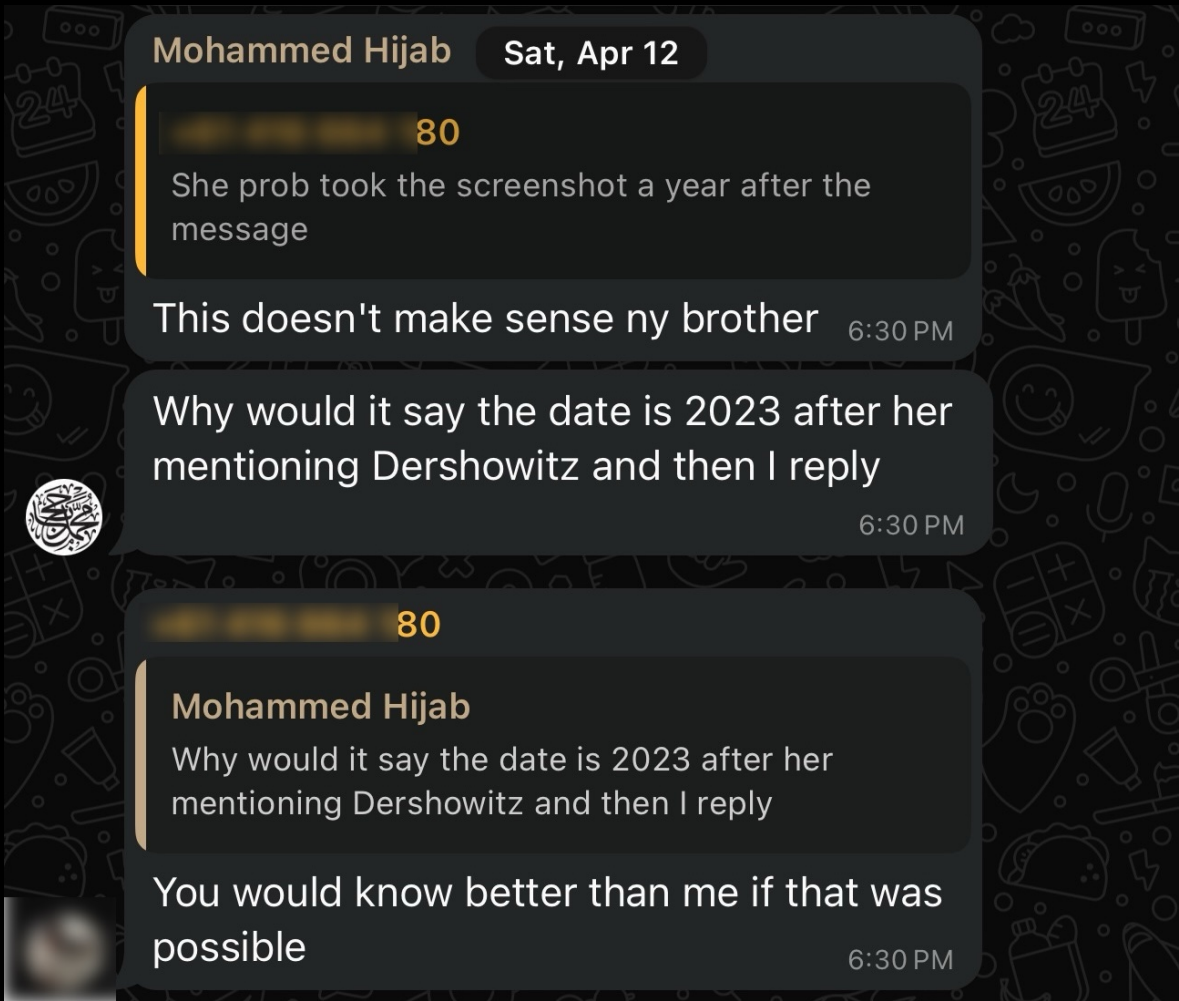 Mohammed Hijab
Sat, Apr 12
80
She prob took the screenshot a year after the
message
This doesn't make sense ny brother
6:30 PM
Why would it say the date is 2023 after her
mentioning Dershowitz and then I reply
6:30 PM
80
Mohammed Hijab
Why would it say the date is 2023 after her
mentioning Dershowitz and then I reply
You would know better than me if that was
possible
6:30 PM